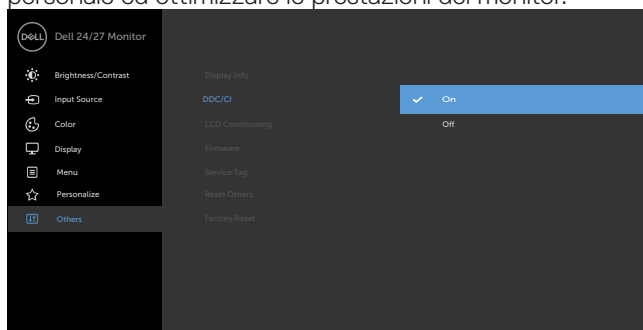 personale ed ottimizzare le prestazioni del monitor.
DELL Dell 24/27 Monitor
Brightness/Contrast
Display Info
Input Source
DDC/CI
On
Color
LCD Conditioning
Off
Display
Firmware
Menu
Service Tag
Personalize
Reset Others
Others
Factory Reset